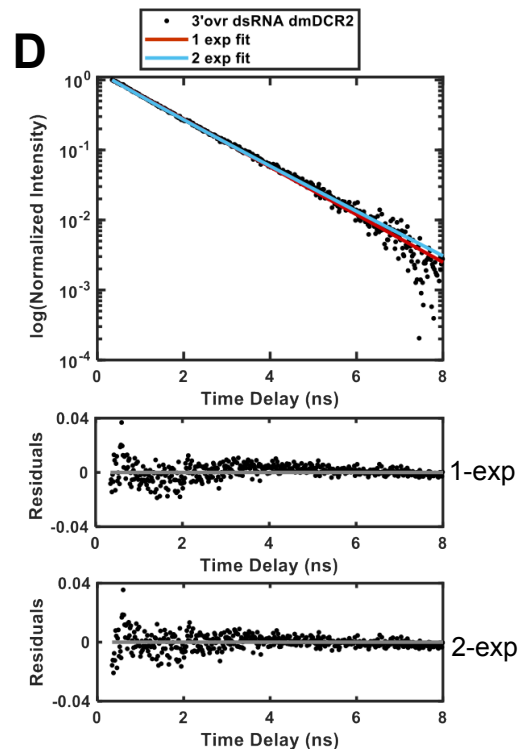 D
3'ovr dsRNA dmDCR2
1 exp fit
2 exp fit
log(Normalized Intensity)
10^0
10^-1
10^-2
10^-3
10^-4
0 2 4 6 8
Time Delay (ns)
Residuals
0.04
0
-0.04
1-exp
0 2 4 6 8
Time Delay (ns)
Residuals
0.04
0
-0.04
2-exp
0 2 4 6 8
Time Delay (ns)